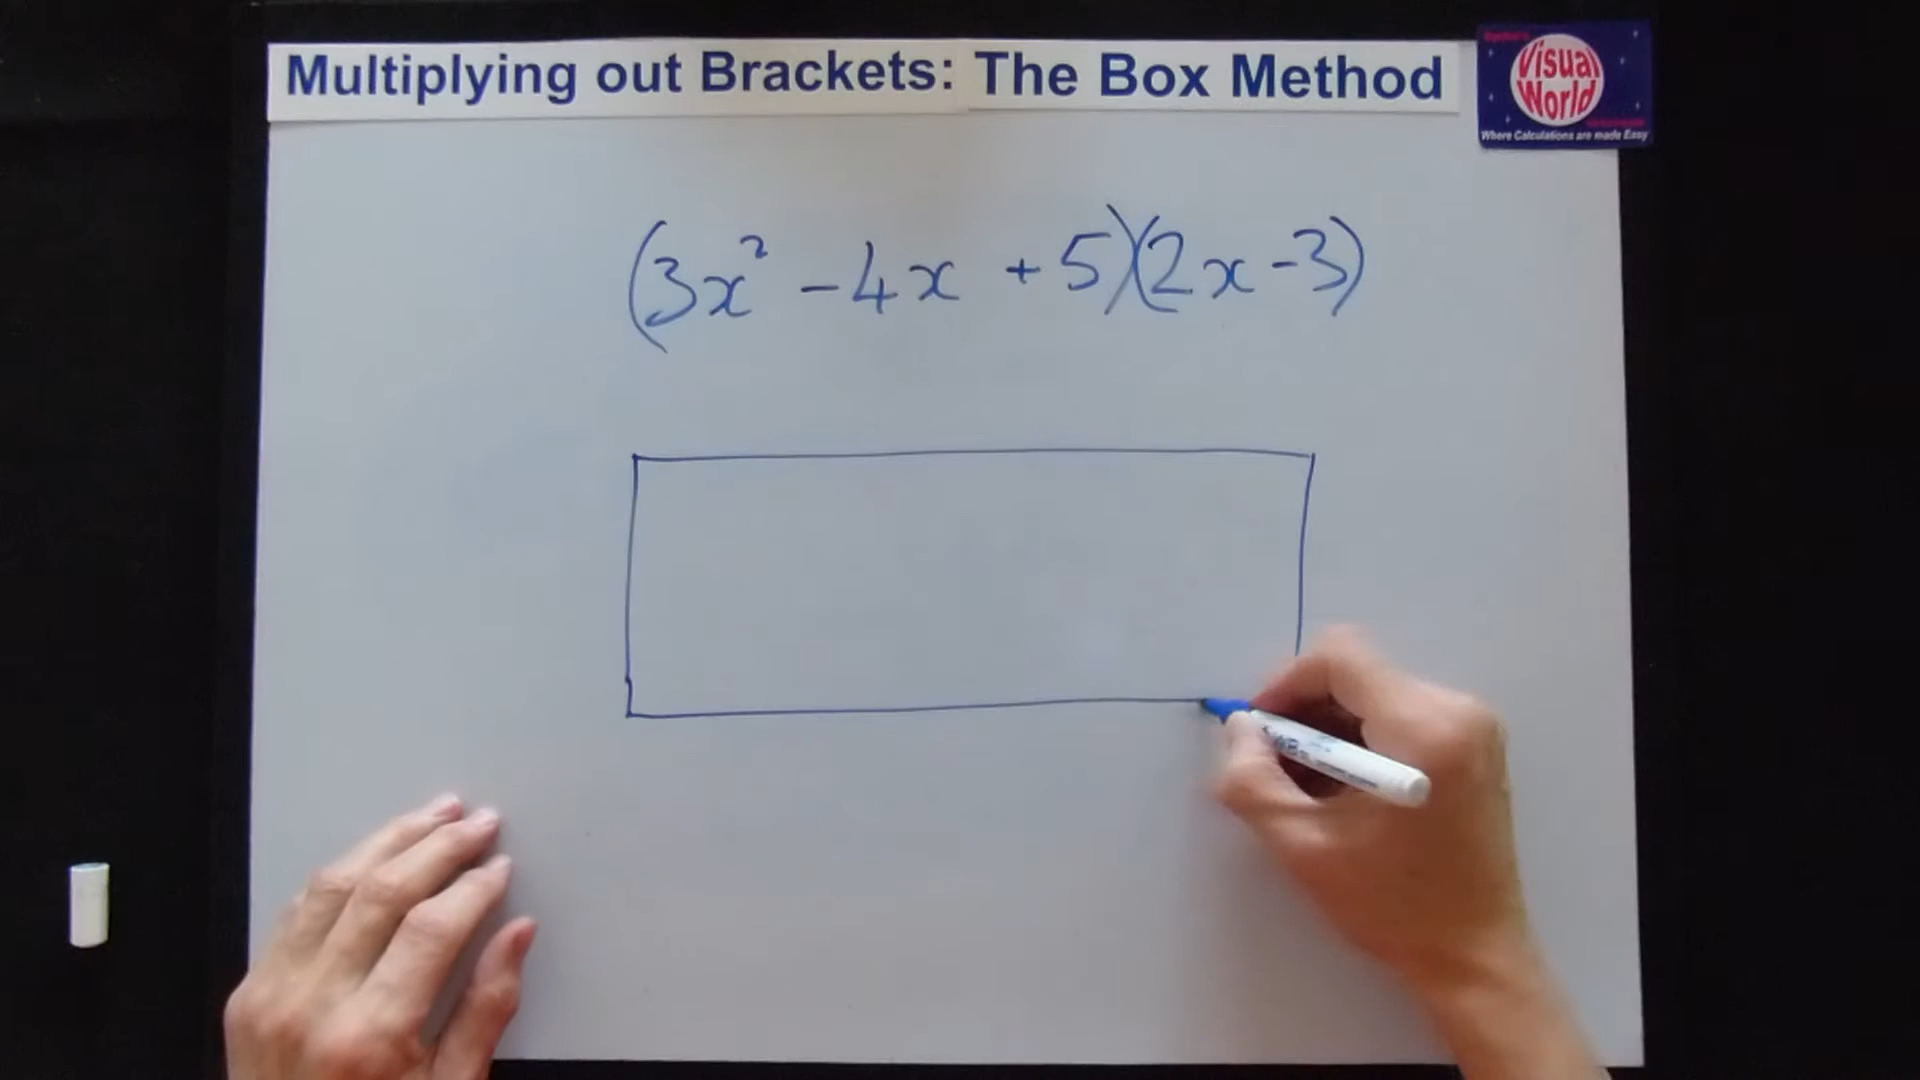 Multiplying out Brackets: The Box Method
Visual
World
Where Calculations are made Easy
(3x² - 4x + 5)(2x - 3)